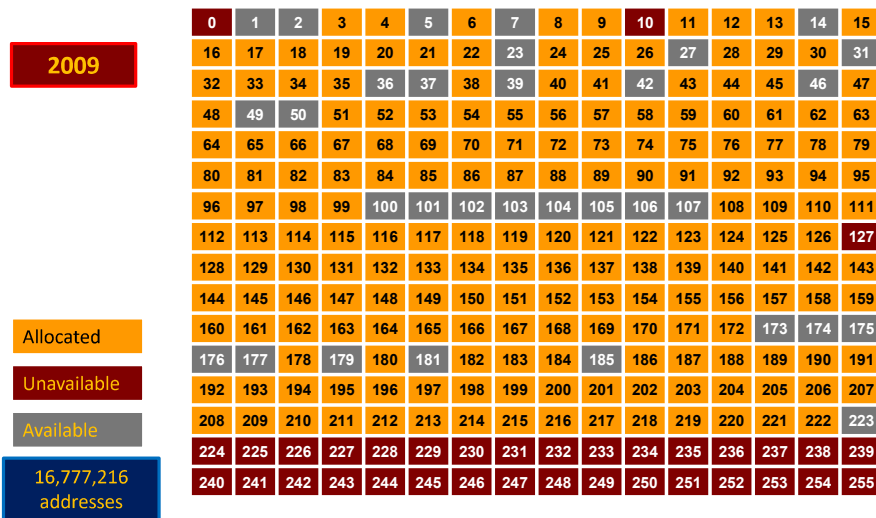 0 1 2 3 4 5 6 7 8 9 10 11 12 13 14 15
16 17 18 19 20 21 22 23 24 25 26 27 28 29 30 31
2009
32 33 34 35 36 37 38 39 40 41 42 43 44 45 46 47
48 49 50 51 52 53 54 55 56 57 58 59 60 61 62 63
64 65 66 67 68 69 70 71 72 73 74 75 76 77 78 79
80 81 82 83 84 85 86 87 88 89 90 91 92 93 94 95
96 97 98 99 100 101 102 103 104 105 106 107 108 109 110 111
112 113 114 115 116 117 118 119 120 121 122 123 124 125 126 127
128 129 130 131 132 133 134 135 136 137 138 139 140 141 142 143
144 145 146 147 148 149 150 151 152 153 154 155 156 157 158 159
160 161 162 163 164 165 166 167 168 169 170 171 172 173 174 175
176 177 178 179 180 181 182 183 184 185 186 187 188 189 190 191
192 193 194 195 196 197 198 199 200 201 202 203 204 205 206 207
208 209 210 211 212 213 214 215 216 217 218 219 220 221 222 223
224 225 226 227 228 229 230 231 232 233 234 235 236 237 238 239
240 241 242 243 244 245 246 247 248 249 250 251 252 253 254 255
Allocated
Unavailable
Available
16,777,216
addresses